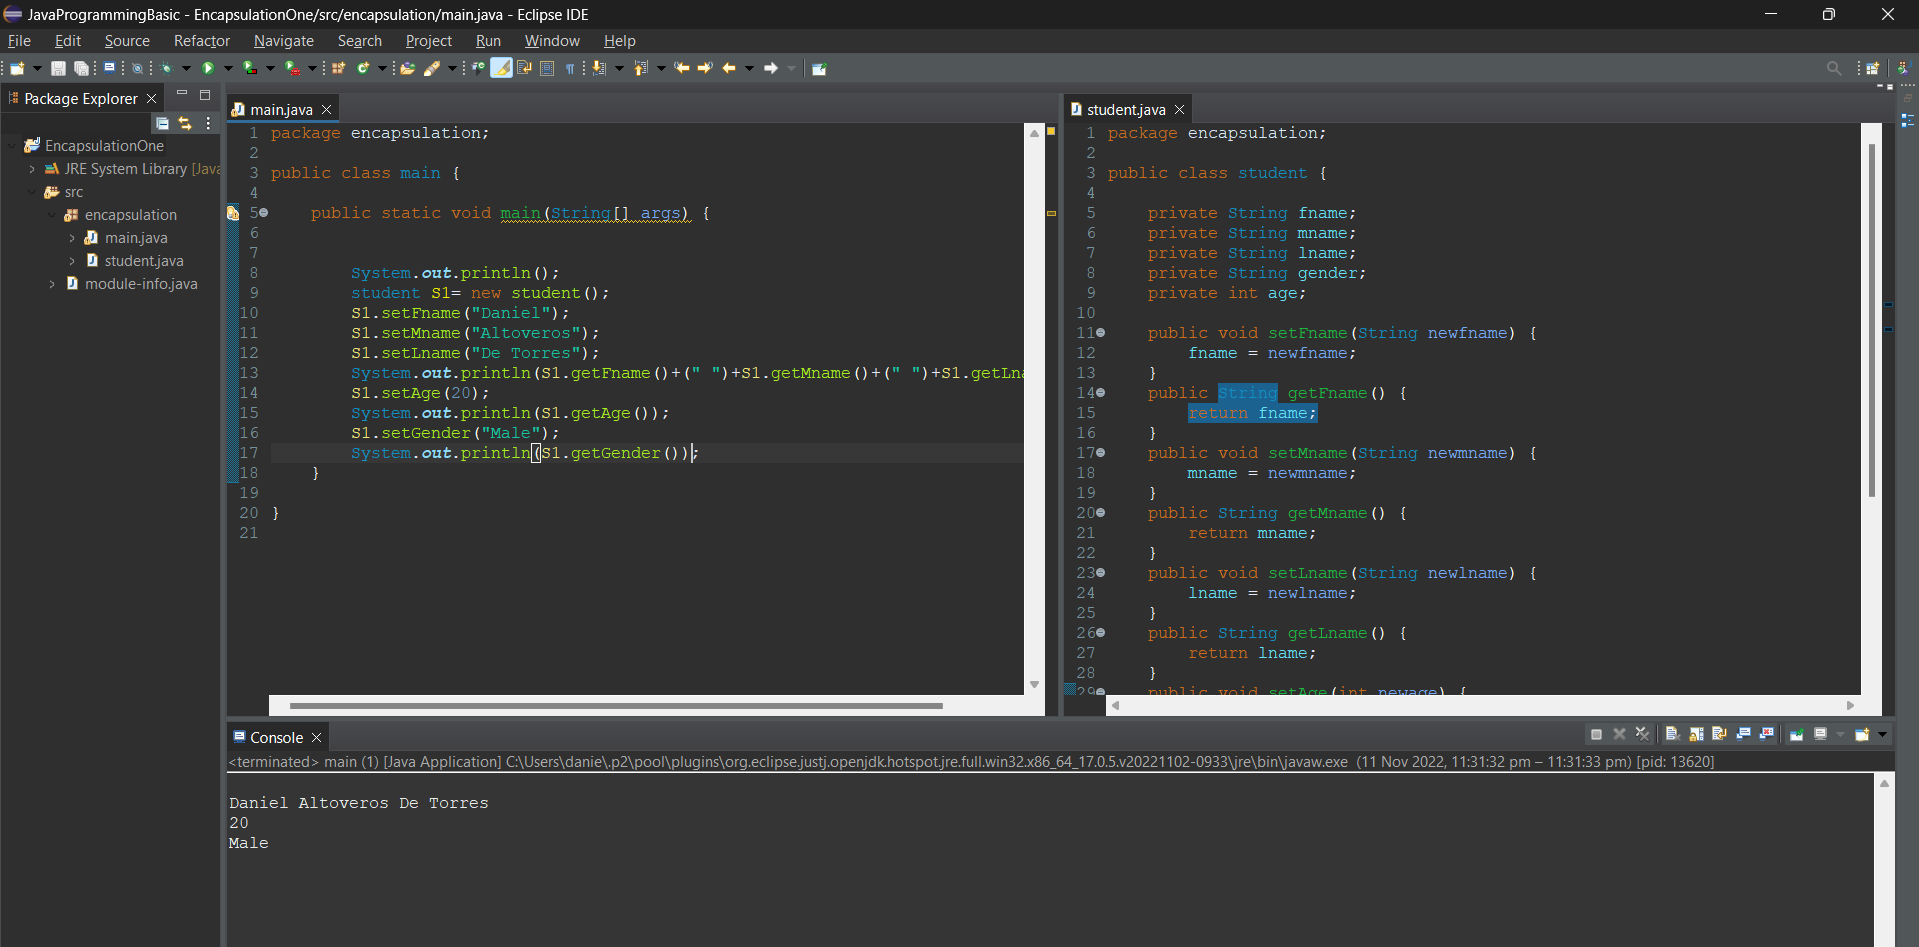 JavaProgrammingBasic - EncapsulationOne/src/encapsulation/main.java - Eclipse IDE
File Edit Source Refactor Navigate Search Project Run Window Help
Package Explorer
EncapsulationOne
JRE System Library [Java
src
encapsulation
main.java
student.java
module-info.java
main.java
1 package encapsulation;
2
3 public class main {
4
5 public static void main(String[] args) {
6
7
8 System.out.println();
9 student S1= new student();
10 S1.setFname("Daniel");
11 S1.setMname("Altoveros");
12 S1.setLname("De Torres");
13 System.out.println(S1.getFname()+(" ")+S1.getMname()+(" ")+S1.getLna
14 S1.setAge(20);
15 System.out.println(S1.getAge());
16 S1.setGender("Male");
17 System.out.println(S1.getGender());
18 }
19
20 }
21
student.java
1 package encapsulation;
2
3 public class student {
4
5 private String fname;
6 private String mname;
7 private String lname;
8 private String gender;
9 private int age;
10
11 public void setFname(String newfname) {
12 fname = newfname;
13 }
14 public String getFname() {
15 return fname;
16 }
17 public void setMname(String newmname) {
18 mname = newmname;
19 }
20 public String getMname() {
21 return mname;
22 }
23 public void setLname(String newlname) {
24 lname = newlname;
25 }
26 public String getLname() {
27 return lname;
28 }
29 public void setAge(int newage) {
Console
<terminated> main (1) [Java Application] C:\Users\danie\.p2\pool\plugins\org.eclipse.justj.openjdk.hotspot.jre.full.win32.x86_64_17.0.5.v20221102-0933\jre\bin\javaw.exe (11 Nov 2022, 11:31:32 pm – 11:31:33 pm) [pid: 13620]
Daniel Altoveros De Torres
20
Male